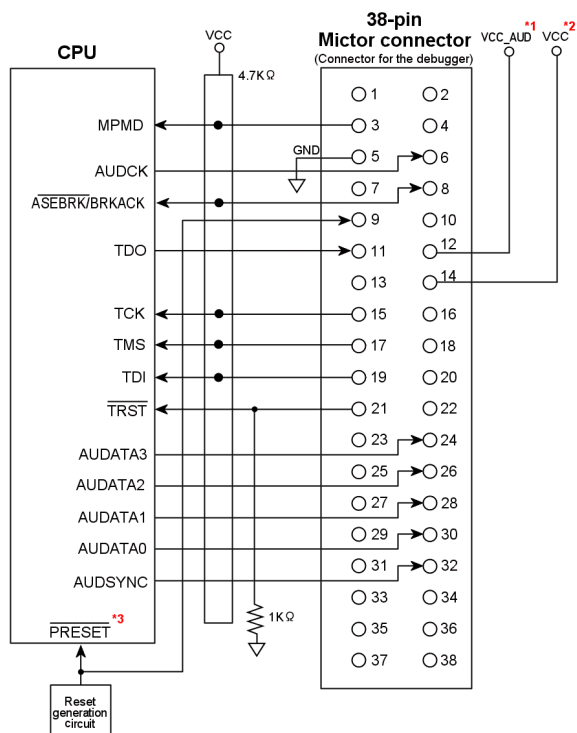 38-pin
Mictor connector
(Connector for the debugger)
VCC_AUD *1 VCC *2
CPU
VCC
4.7KΩ
1 2
MPMD 3 4
GND 5 6
AUDCK
7 8
ASEBRK/BRKACK
9 10
TDO 11 12
13 14
TCK 15 16
TMS 17 18
TDI 19 20
TRST 21 22
23 24
AUDATA3
25 26
AUDATA2
27 28
AUDATA1
29 30
AUDATA0
31 32
AUDSYNC
33 34
1KΩ
PRESET *3
35 36
37 38
Reset
generation
circuit